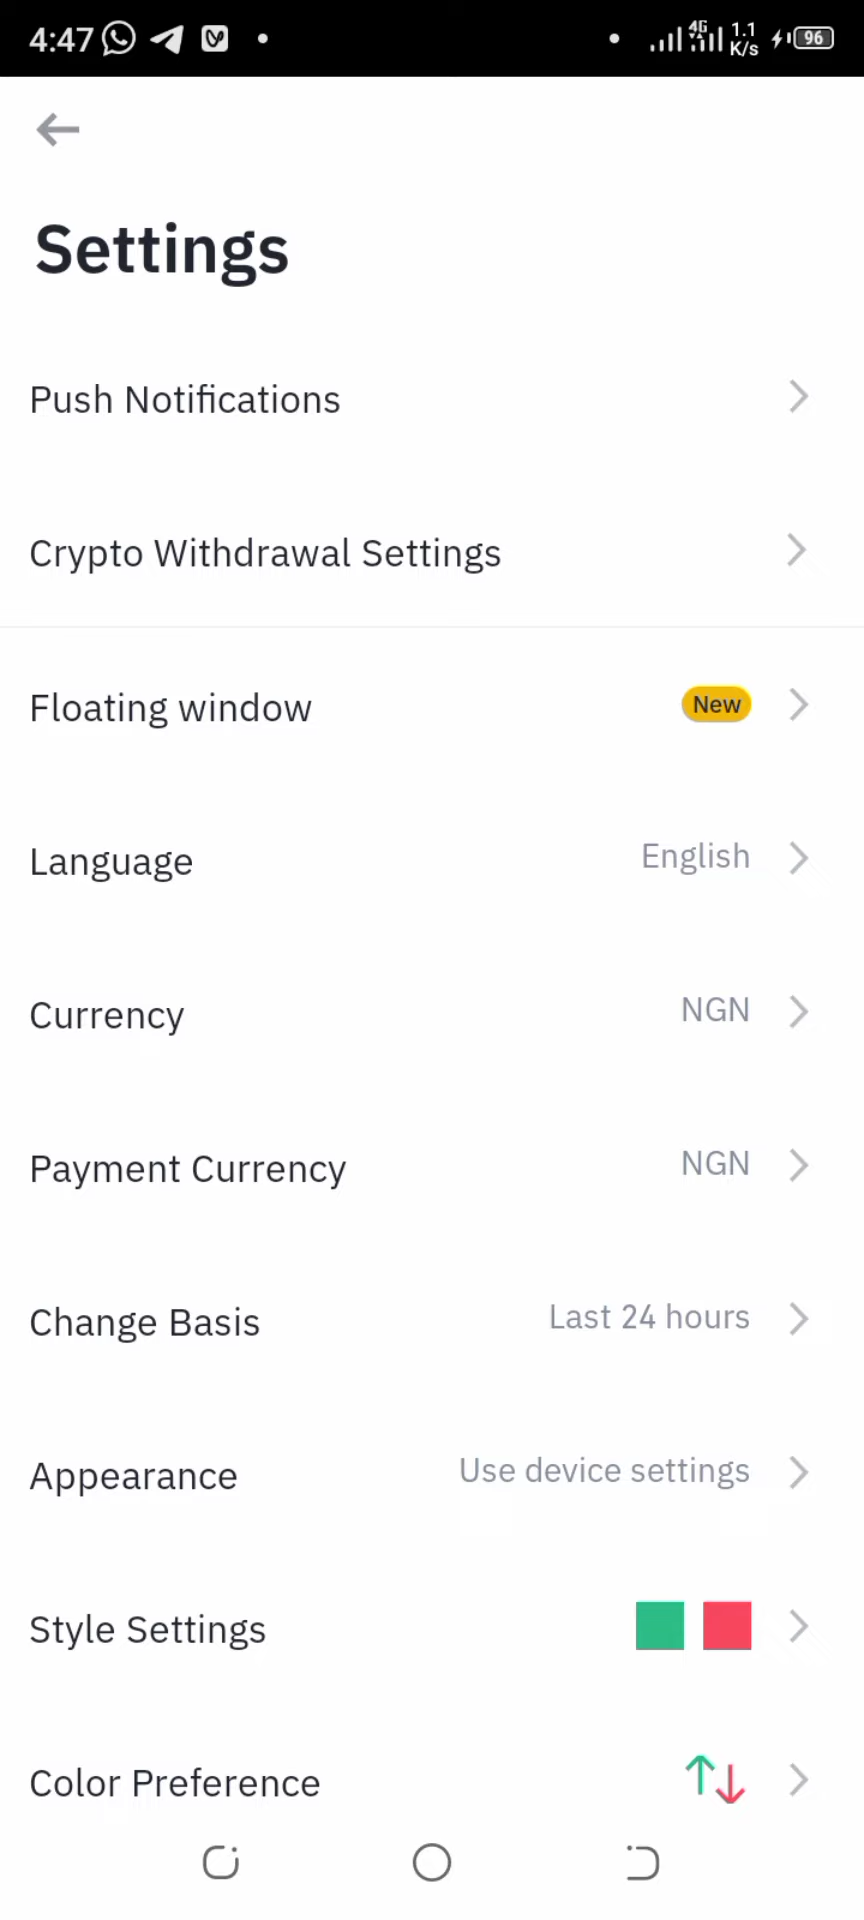 4:47 4G 1.1 K/s 96
Settings
Push Notifications
Crypto Withdrawal Settings
Floating window New
Language English
Currency NGN
Payment Currency NGN
Change Basis Last 24 hours
Appearance Use device settings
Style Settings
Color Preference